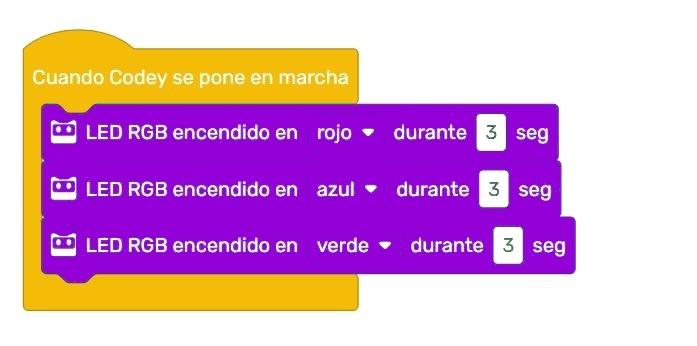 Cuando Codey se pone en marcha
LED RGB encendido en rojo durante 3 seg
LED RGB encendido en azul durante 3 seg
LED RGB encendido en verde durante 3 seg